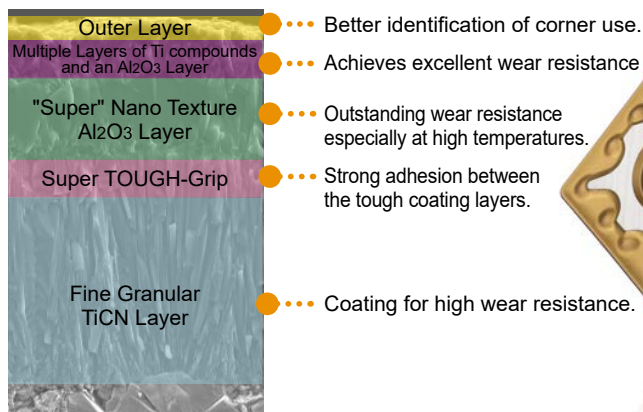 Outer Layer
Better identification of corner use.
Multiple Layers of Ti compounds
and an Al2O3 Layer
Achieves excellent wear resistance
"Super" Nano Texture
Al2O3 Layer
Outstanding wear resistance
especially at high temperatures.
Super TOUGH-Grip
Strong adhesion between
the tough coating layers.
Fine Granular
TiCN Layer
Coating for high wear resistance.